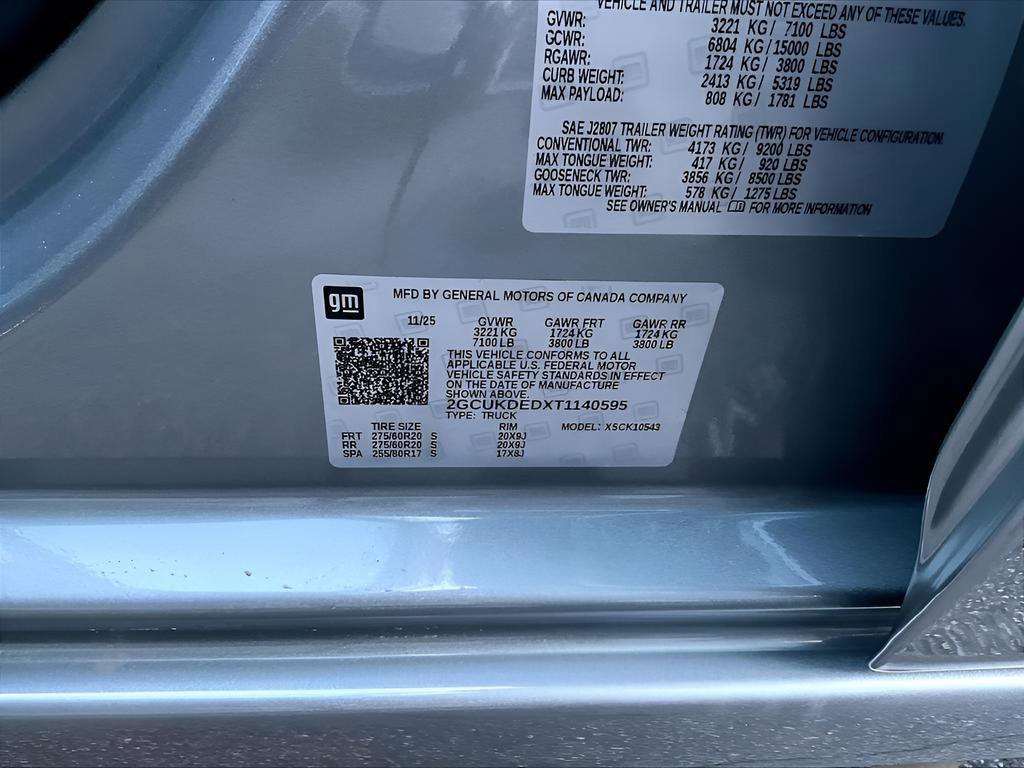 VEHICLE AND TRAILER MUST NOT EXCEED ANY OF THESE VALUES.
GVWR: 3221 KG/ 7100 LBS
GCWR: 6804 KG/15000 LBS
RGAWR: 1724 KG/ 3800 LBS
CURB WEIGHT: 2413 KG/ 5319 LBS
MAX PAYLOAD: 808 KG/ 1781 LBS
SAE J2807 TRAILER WEIGHT RATING (TWR) FOR VEHICLE CONFIGURATION.
CONVENTIONAL TWR: 4173 KG/ 9200 LBS
MAX TONGUE WEIGHT: 417 KG/ 920 LBS
GOOSENECK TWR: 3856 KG/ 8500 LBS
MAX TONGUE WEIGHT: 578 KG/ 1275 LBS
SEE OWNER'S MANUAL FOR MORE INFORMATION
gm MFD BY GENERAL MOTORS OF CANADA COMPANY
11/25 GVWR GAWR FRT GAWR RR
3221 KG 1724 KG 1724 KG
7100 LB 3800 LB 3800 LB
THIS VEHICLE CONFORMS TO ALL
APPLICABLE U.S. FEDERAL MOTOR
VEHICLE SAFETY STANDARDS IN EFFECT
ON THE DATE OF MANUFACTURE
SHOWN ABOVE.
2GCUKDEDXT1140595
TYPE: TRUCK MODEL: XSCK10543
TIRE SIZE RIM
FRT 275/60R20 S 20X9J
RR 275/60R20 S 20X9J
SPA 255/80R17 S 17X8J